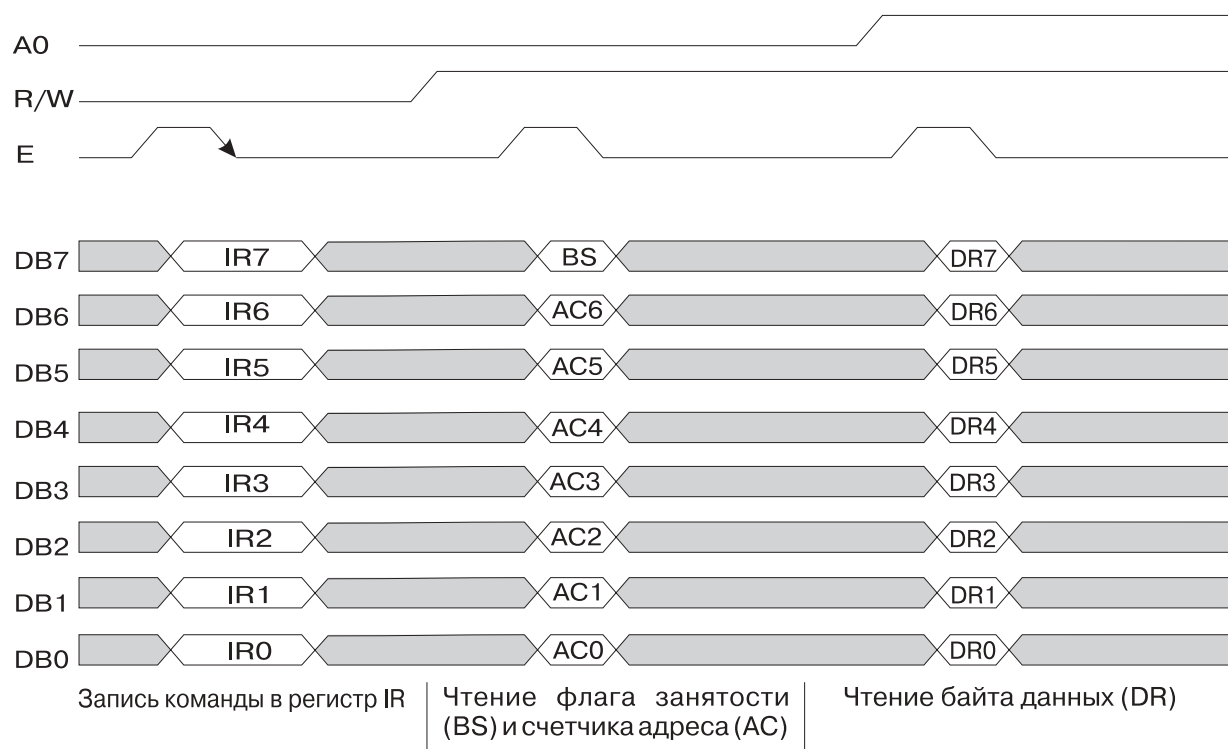 A0
R/W
E
DB7 IR7 BS DR7
DB6 IR6 AC6 DR6
DB5 IR5 AC5 DR5
DB4 IR4 AC4 DR4
DB3 IR3 AC3 DR3
DB2 IR2 AC2 DR2
DB1 IR1 AC1 DR1
DB0 IR0 AC0 DR0
Запись команды в регистр IR
Чтение флага занятости
(BS) и счетчика адреса (AC)
Чтение байта данных (DR)